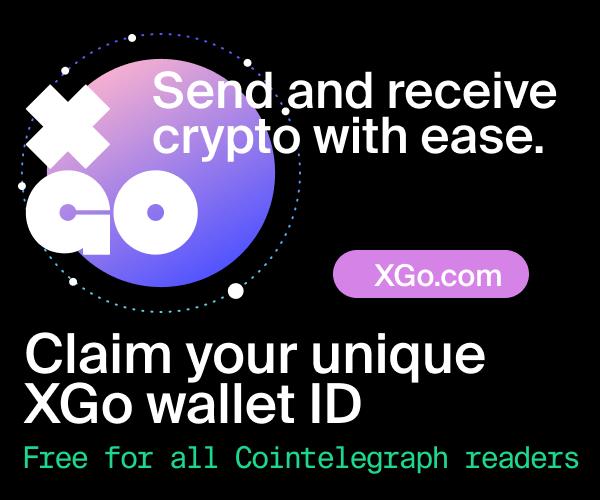 Send and receive
crypto with ease.
X
GO
XGo.com
Claim your unique
XGo wallet ID
Free for all Cointelegraph readers